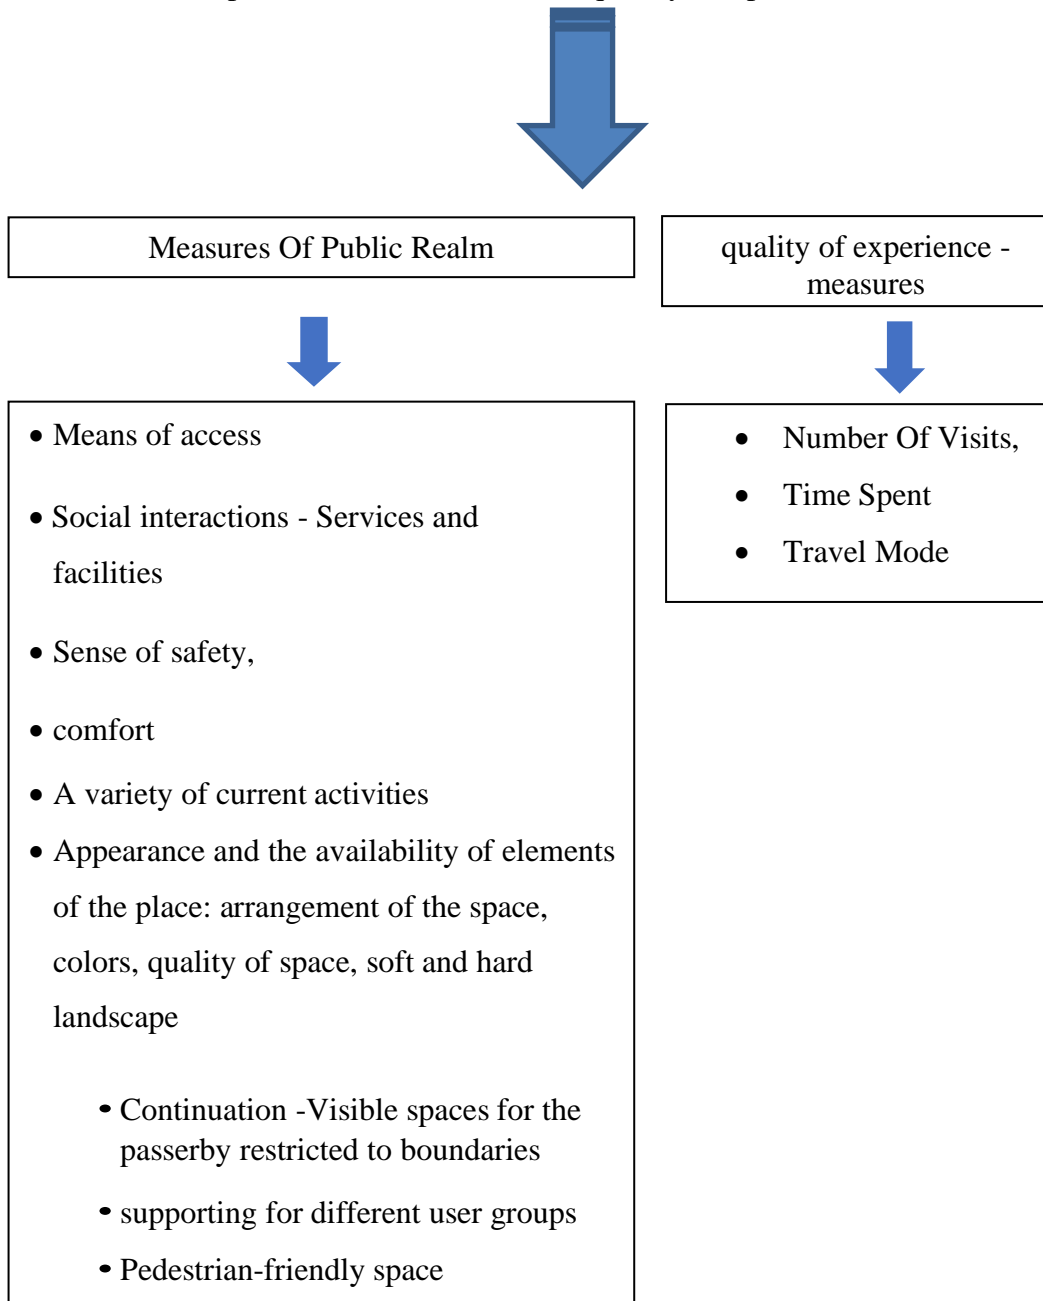 Measures Of Public Realm
quality of experience -
measures
• Means of access
• Social interactions - Services and
facilities
• Sense of safety,
• comfort
• A variety of current activities
• Appearance and the availability of elements
of the place: arrangement of the space,
colors, quality of space, soft and hard
landscape
• Continuation -Visible spaces for the
passerby restricted to boundaries
• supporting for different user groups
• Pedestrian-friendly space
• Number Of Visits,
• Time Spent
• Travel Mode